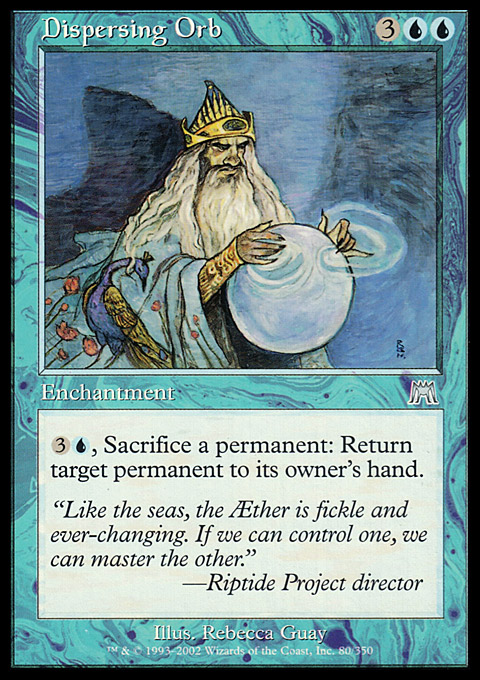 Dispersing Orb 3
Enchantment
3, Sacrifice a permanent: Return
target permanent to its owner's hand.
“Like the seas, the Æther is fickle and
ever-changing. If we can control one, we
can master the other.”
—Riptide Project director
Illus. Rebecca Guay
™ & © 1993-2002 Wizards of the Coast, Inc. 80/350